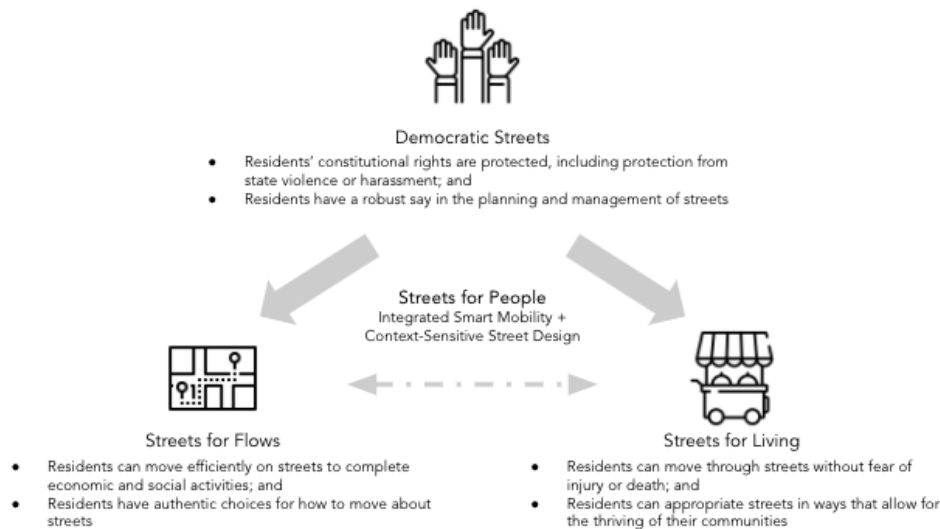 Democratic Streets
● Residents' constitutional rights are protected, including protection from
state violence or harassment; and
● Residents have a robust say in the planning and management of streets
Streets for People
Integrated Smart Mobility +
Context-Sensitive Street Design
Streets for Flows
● Residents can move efficiently on streets to complete
economic and social activities; and
● Residents have authentic choices for how to move about
streets
Streets for Living
● Residents can move through streets without fear of
injury or death; and
● Residents can appropriate streets in ways that allow for
the thriving of their communities